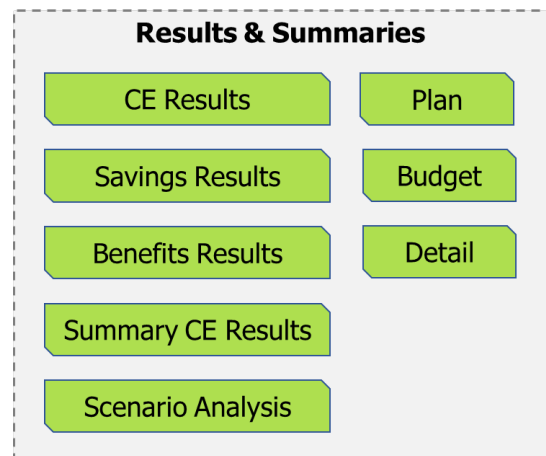 Results & Summaries
CE Results
Plan
Savings Results
Budget
Benefits Results
Detail
Summary CE Results
Scenario Analysis